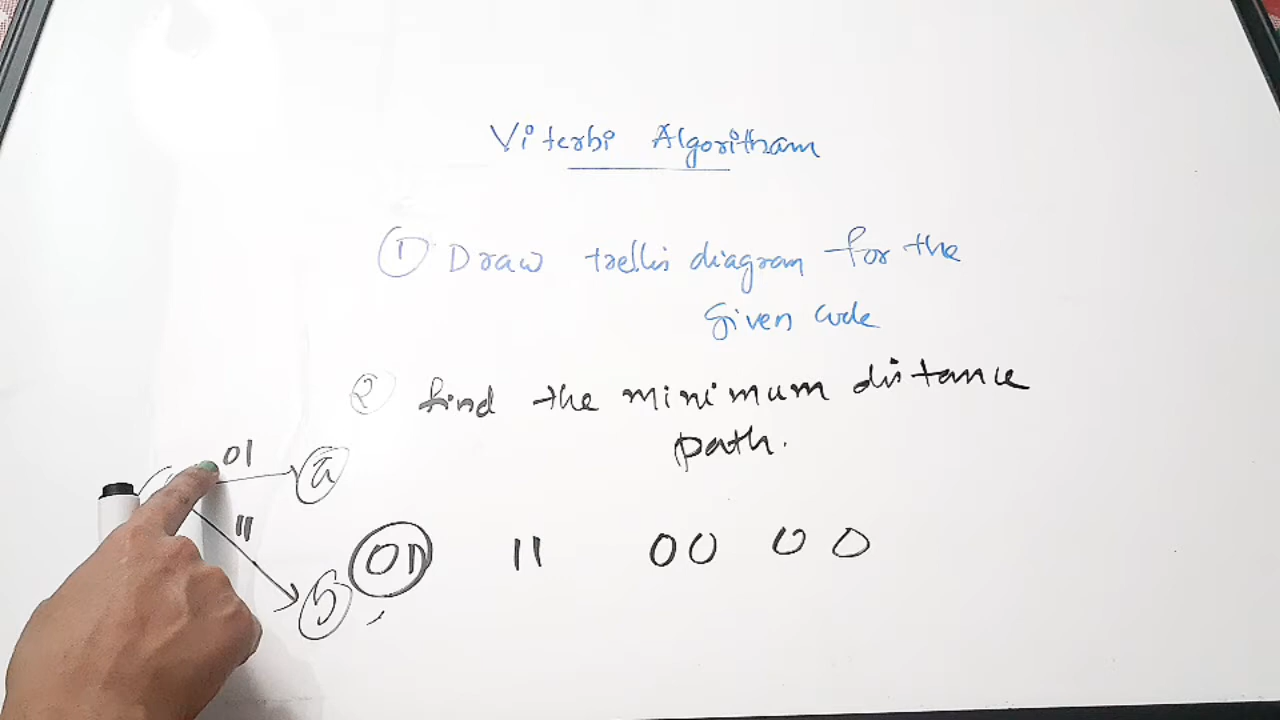 Viterbi Algoritham
① Draw trellis diagram for the
given code
② find the minimum distance
path.
01
a
11
b
01 11 00 00